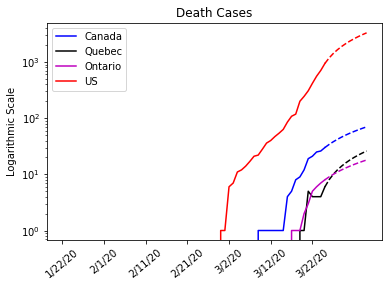 Death Cases
Canada
Quebec
Ontario
US
Logarithmic Scale
10³
10²
10¹
10⁰
1/22/20
2/1/20
2/11/20
2/21/20
3/2/20
3/12/20
3/22/20